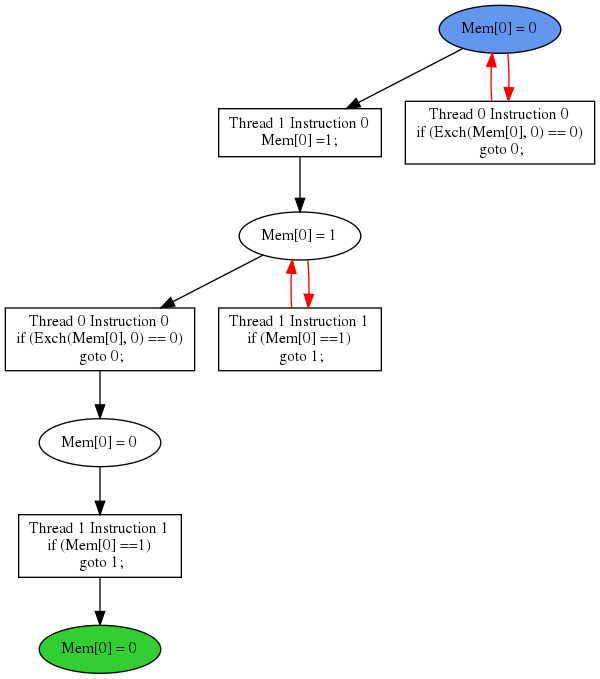 Mem[0] = 0
Thread 0 Instruction 0
if (Exch(Mem[0], 0) == 0)
goto 0;
Thread 1 Instruction 0
Mem[0] =1;
Mem[0] = 1
Thread 0 Instruction 0
if (Exch(Mem[0], 0) == 0)
goto 0;
Thread 1 Instruction 1
if (Mem[0] ==1)
goto 1;
Mem[0] = 0
Thread 1 Instruction 1
if (Mem[0] ==1)
goto 1;
Mem[0] = 0